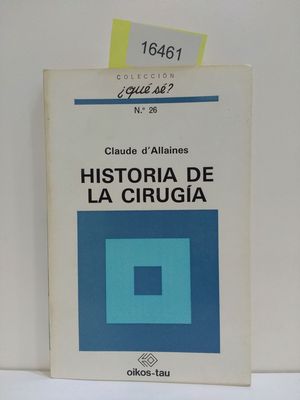 16461
COLECCIÓN
¿qué sé?
N.º 26
Claude d'Allaines
HISTORIA DE
LA CIRUGÍA
oikos-tau